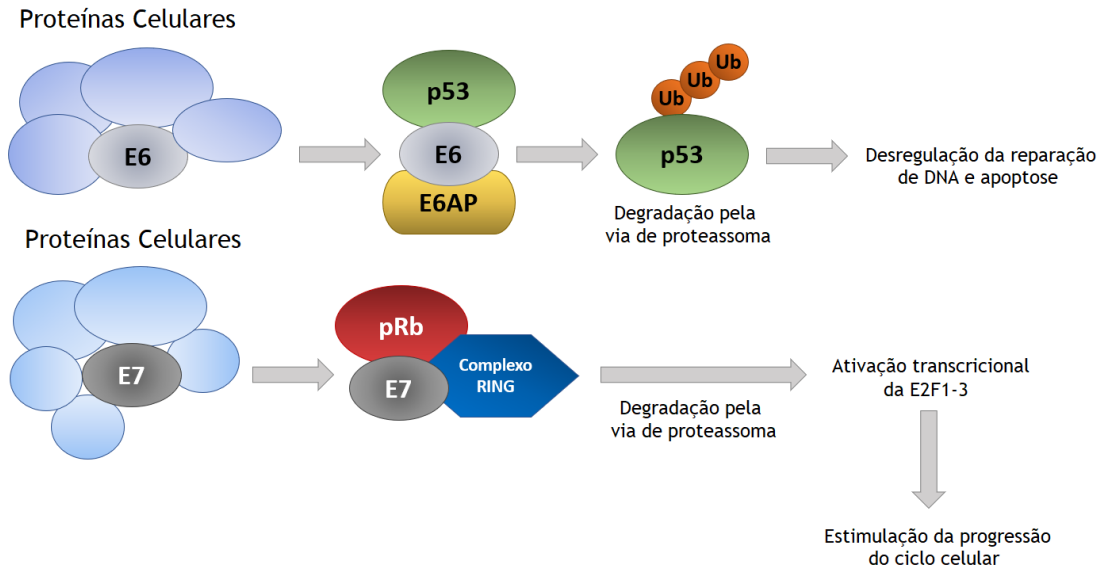 Proteínas Celulares
E6
p53
E6
E6AP
Ub
Ub
Ub
p53
Degradação pela
via de proteassoma
Desregulação da reparação
de DNA e apoptose
Proteínas Celulares
E7
pRb
E7
Complexo
RING
Degradação pela
via de proteassoma
Ativação transcricional
da E2F1-3
Estimulação da progressão
do ciclo celular